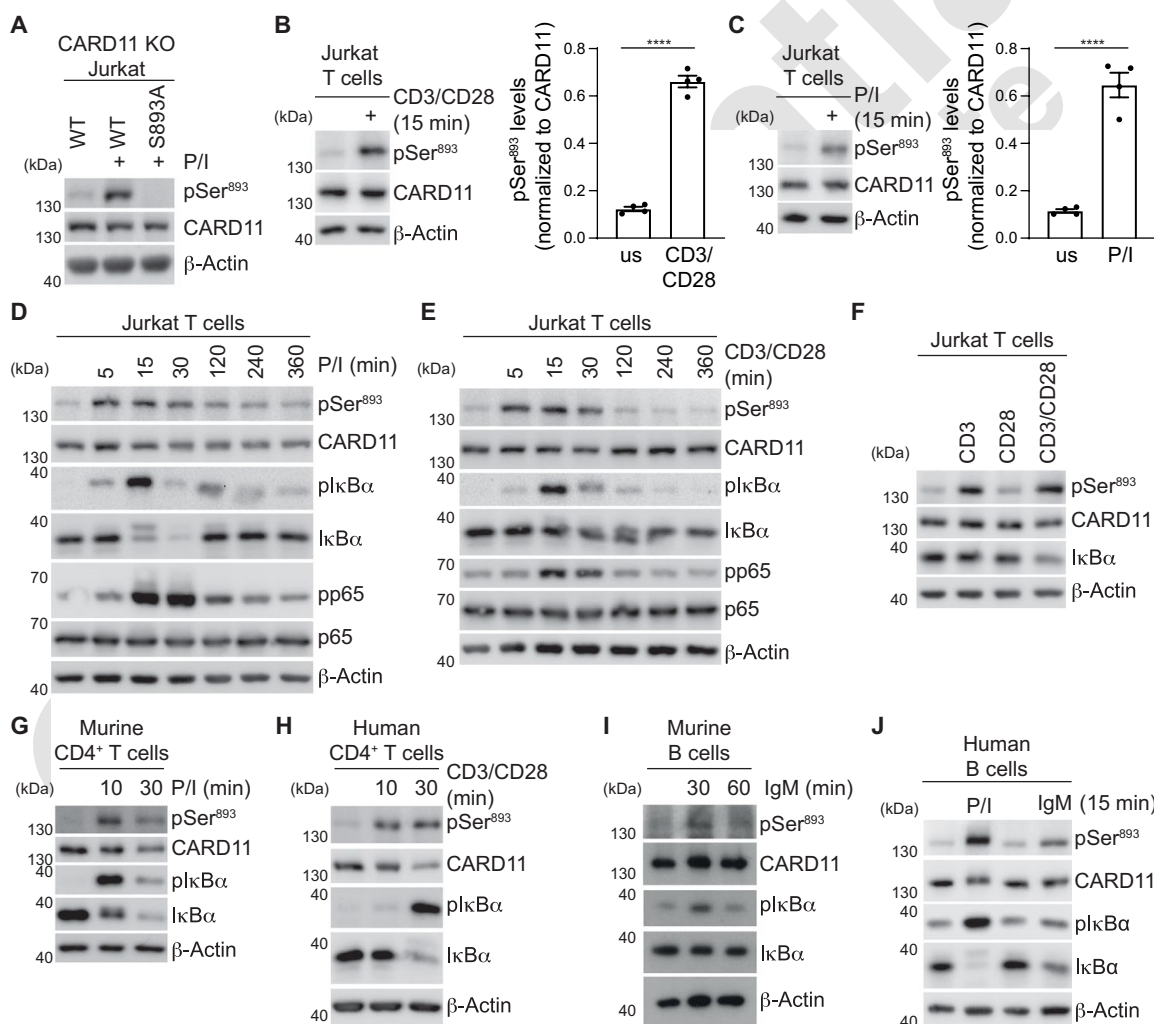 A
CARD11 KO
Jurkat
WT
WT
S893A
+
+
P/I
(kDa)
pSer⁸⁹³
130
CARD11
130
β-Actin
40
B
Jurkat
T cells
CD3/CD28
(15 min)
+
(kDa)
pSer⁸⁹³
130
CARD11
130
β-Actin
40
pSer⁸⁹³ levels
(normalized to CARD11)
0.8
0.6
0.4
0.2
0.0
****
us
CD3/
CD28
C
Jurkat
T cells
P/I
(15 min)
+
(kDa)
pSer⁸⁹³
130
CARD11
130
β-Actin
40
pSer⁸⁹³ levels
(normalized to CARD11)
0.8
0.6
0.4
0.2
0.0
****
us
P/I
D
Jurkat T cells
(kDa)
5
15
30
120
240
360
P/I (min)
pSer⁸⁹³
130
CARD11
130
40
pIκBα
40
IκBα
70
pp65
70
p65
β-Actin
40
E
Jurkat T cells
(kDa)
5
15
30
120
240
360
CD3/CD28
(min)
pSer⁸⁹³
130
CARD11
130
40
pIκBα
40
IκBα
70
pp65
70
p65
β-Actin
40
F
Jurkat T cells
(kDa)
CD3
CD28
CD3/CD28
pSer⁸⁹³
130
CARD11
130
40
IκBα
β-Actin
40
G
Murine
CD4⁺ T cells
(kDa)
10
30
P/I (min)
pSer⁸⁹³
130
CARD11
130
40
pIκBα
40
IκBα
β-Actin
40
H
Human
CD4⁺ T cells
(kDa)
10
30
CD3/CD28
(min)
pSer⁸⁹³
130
CARD11
130
40
pIκBα
40
IκBα
β-Actin
40
I
Murine
B cells
(kDa)
30
60
IgM (min)
pSer⁸⁹³
130
CARD11
130
40
pIκBα
40
IκBα
β-Actin
40
J
Human
B cells
(kDa)
P/I
IgM (15 min)
pSer⁸⁹³
130
CARD11
130
40
pIκBα
40
IκBα
β-Actin
40